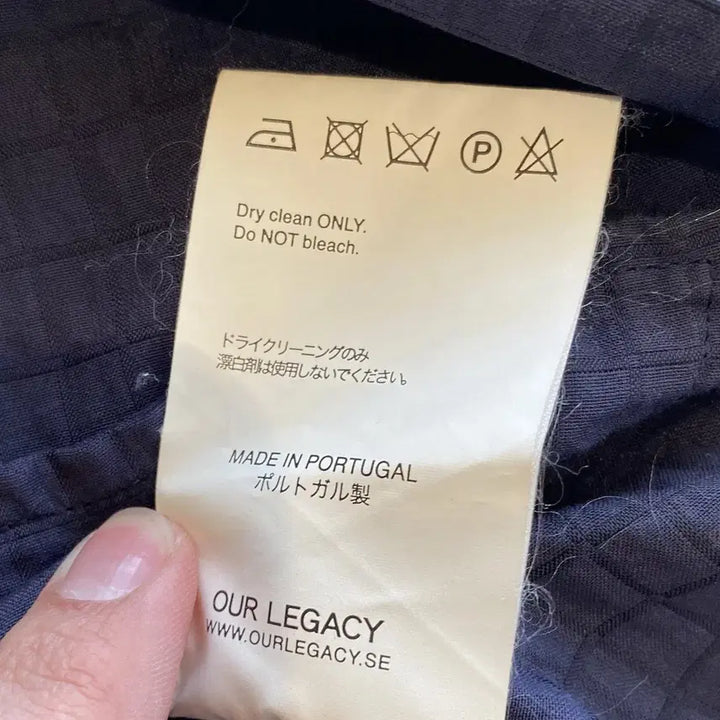 P
Dry clean ONLY.
Do NOT bleach.
ドライクリーニングのみ
漂白剤は使用しないでください。
MADE IN PORTUGAL
ポルトガル製
OUR LEGACY
WWW.OURLEGACY.SE